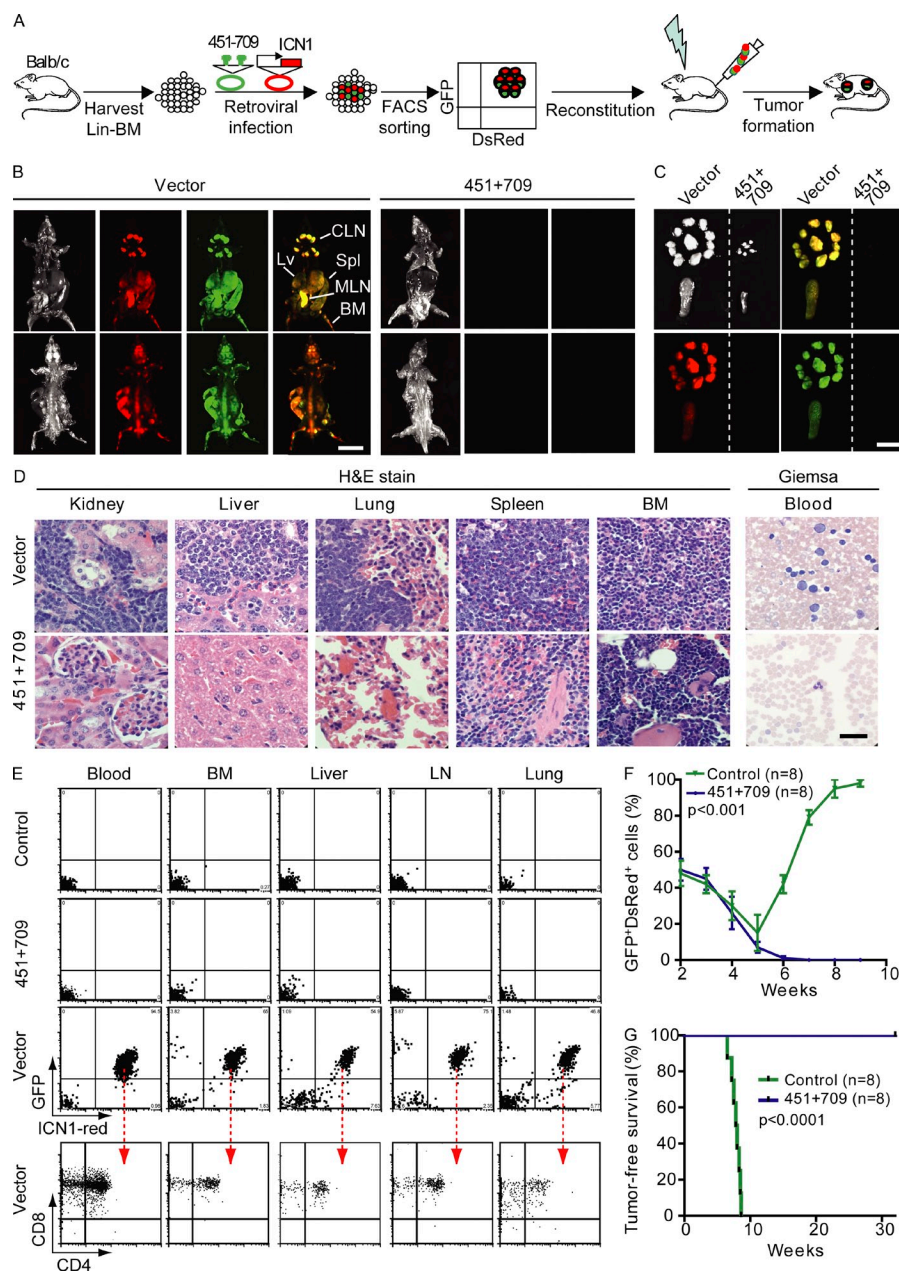 A
Balb/c
451-709
ICN1
Harvest
Lin-BM
Retroviral
infection
FACS
sorting
GFP
DsRed
Reconstitution
Tumor
formation
B
Vector
451+709
CLN
Lv
Spl
MLN
BM
C
Vector
451+
709
Vector
451+
709
D
H&E stain
Giemsa
Kidney
Liver
Lung
Spleen
BM
Blood
Vector
451+709
E
Blood
BM
Liver
LN
Lung
Control
451+709
Vector
GFP
ICN1-red
Vector
CD8
CD4
F
Control (n=8)
451+709 (n=8)
p<0.001
GFP+DsRed+ cells (%)
100
80
60
40
20
0
2
4
6
8
10
Weeks
G
Tumor-free survival (%)
100
80
60
40
20
0
Control (n=8)
451+709 (n=8)
p<0.0001
0
10
20
30
Weeks